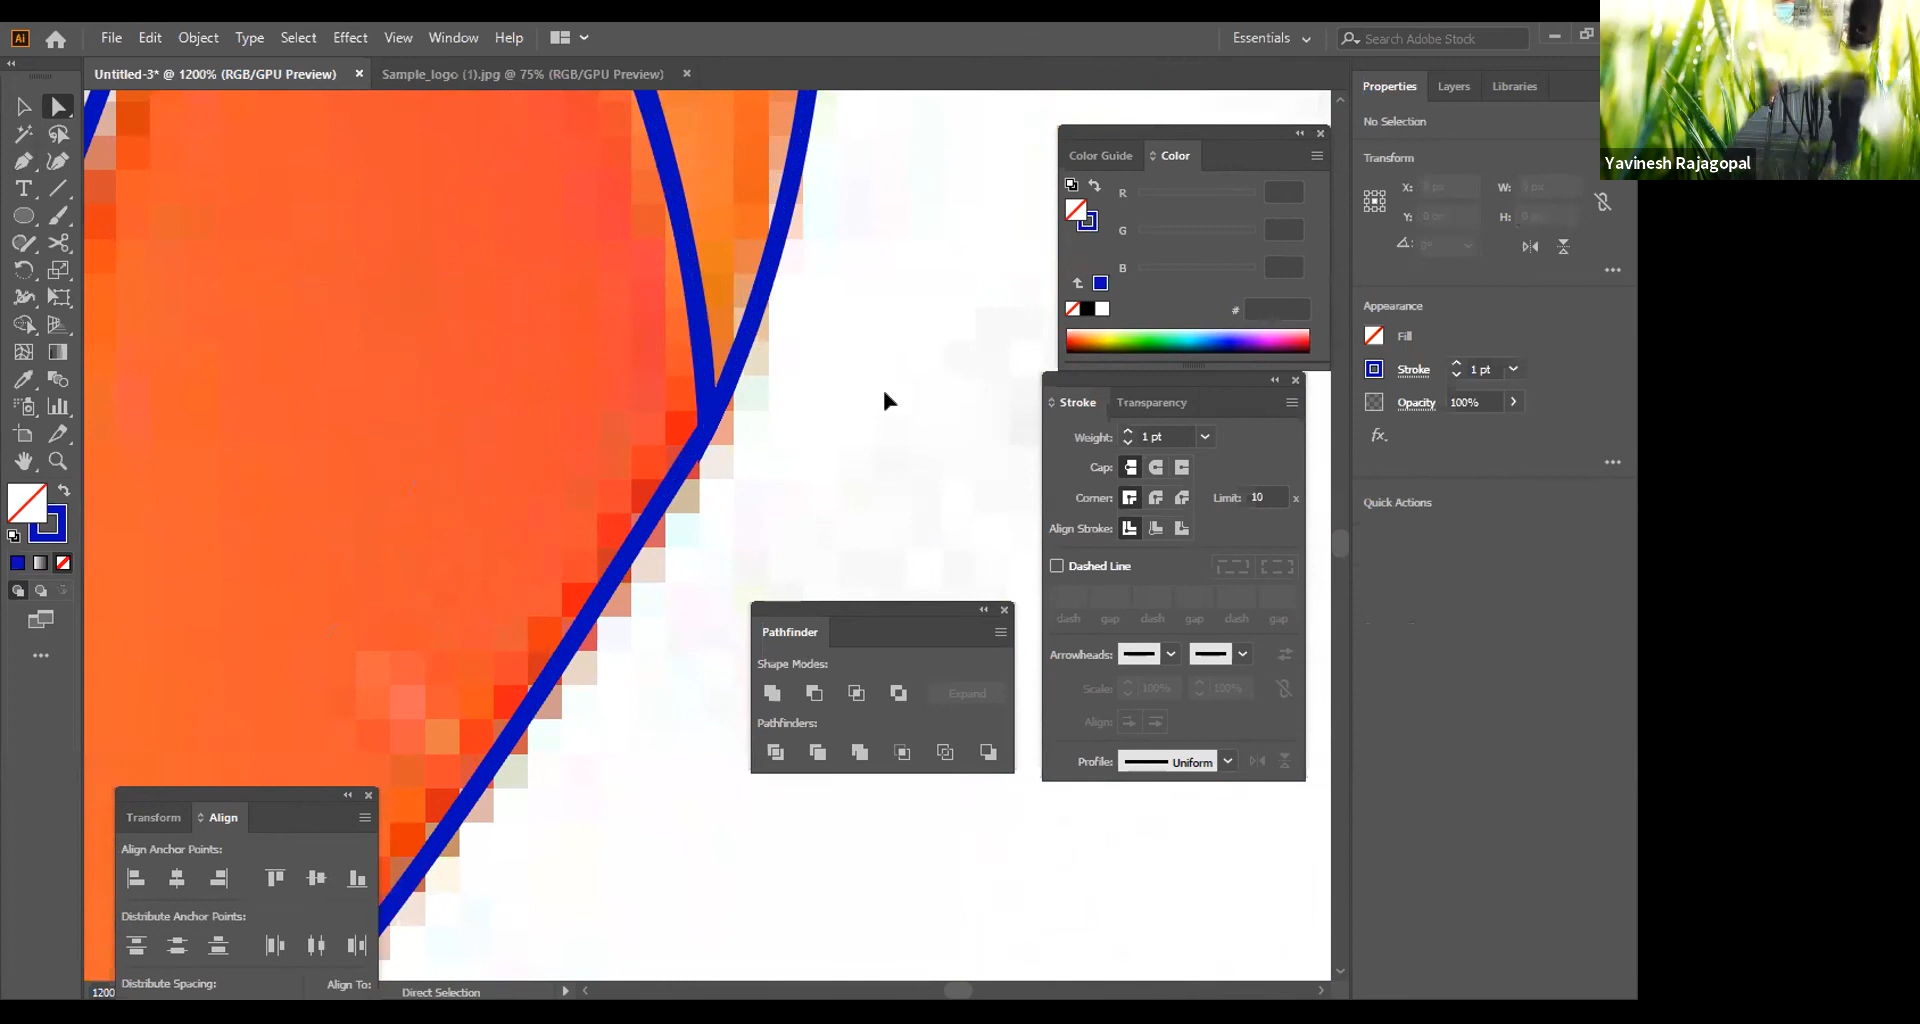 Ai File Edit Object Type Select Effect View Window Help Essentials Search Adobe Stock
Untitled-3* @ 1200% (RGB/GPU Preview) × Sample_logo (1).jpg @ 75% (RGB/GPU Preview) ×
Properties Layers Libraries
No Selection
Transform
X: W:
Y: H:
Appearance
Fill
Stroke 1 pt
Opacity 100%
fx.
Quick Actions
Yavinesh Rajagopal
Color Guide Color
R
G
B
#
Stroke Transparency
Weight: 1 pt
Cap:
Corner: Limit: 10 x
Align Stroke:
Dashed Line
dash gap dash gap dash gap
Arrowheads:
Scale: 100% 100%
Align:
Profile: Uniform
Pathfinder
Shape Modes:
Expand
Pathfinders:
Transform Align
Align Anchor Points:
Distribute Anchor Points:
Distribute Spacing: Align To:
1200 Direct Selection